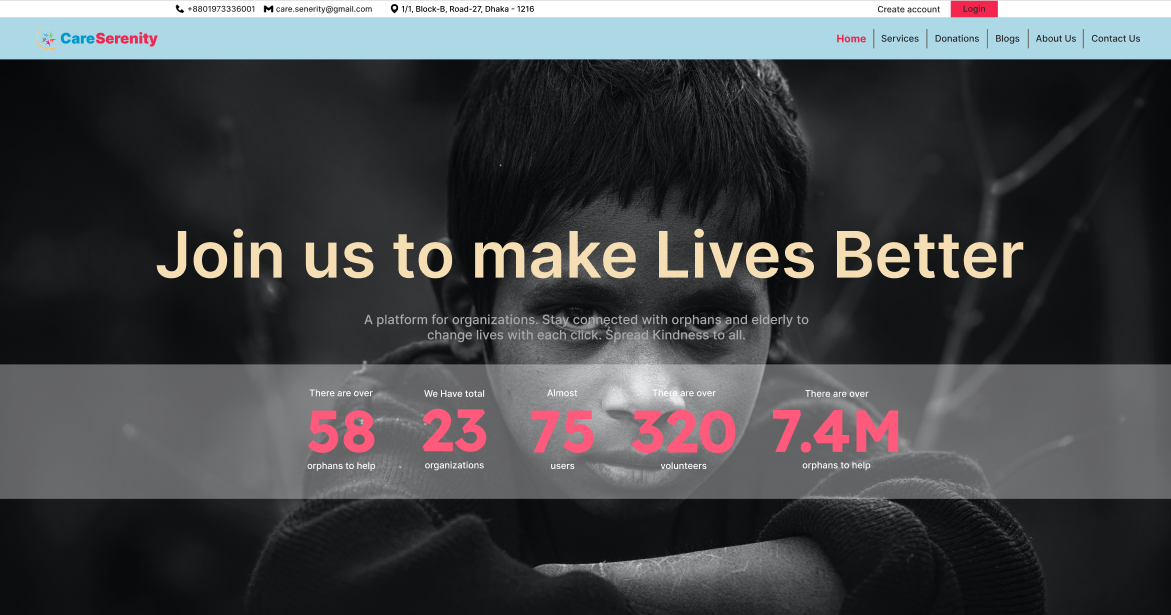 +8801973336001 care.senerity@gmail.com 1/1, Block-B, Road-27, Dhaka - 1216 Create account Login
CareSerenity Home Services Donations Blogs About Us Contact Us
Join us to make Lives Better
A platform for organizations. Stay connected with orphans and elderly to
change lives with each click. Spread Kindness to all.
There are over We Have total Almost There are over There are over
58 23 75 320 7.4M
orphans to help organizations users volunteers orphans to help